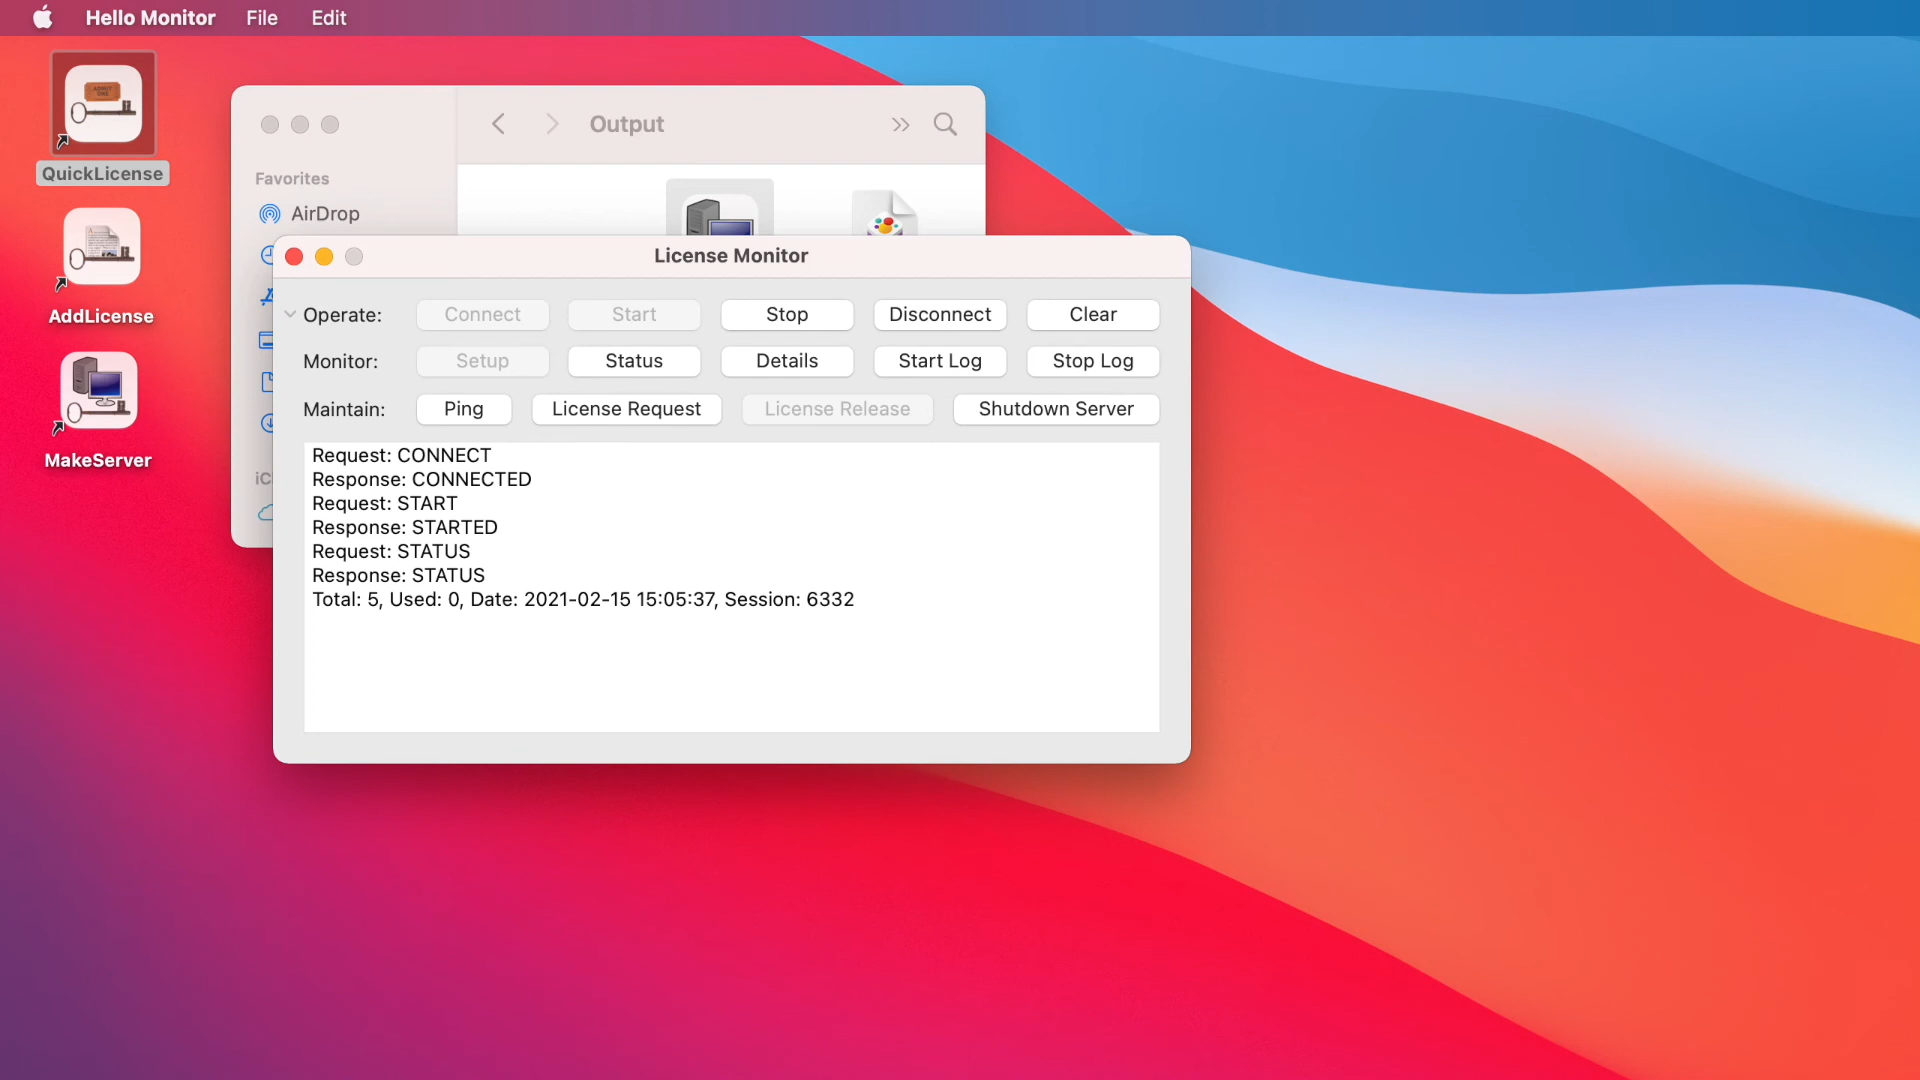 Hello Monitor File Edit
QuickLicense
AddLicense
MakeServer
Output
Favorites
AirDrop
License Monitor
Operate: Connect Start Stop Disconnect Clear
Monitor: Setup Status Details Start Log Stop Log
Maintain: Ping License Request License Release Shutdown Server
Request: CONNECT
Response: CONNECTED
Request: START
Response: STARTED
Request: STATUS
Response: STATUS
Total: 5, Used: 0, Date: 2021-02-15 15:05:37, Session: 6332